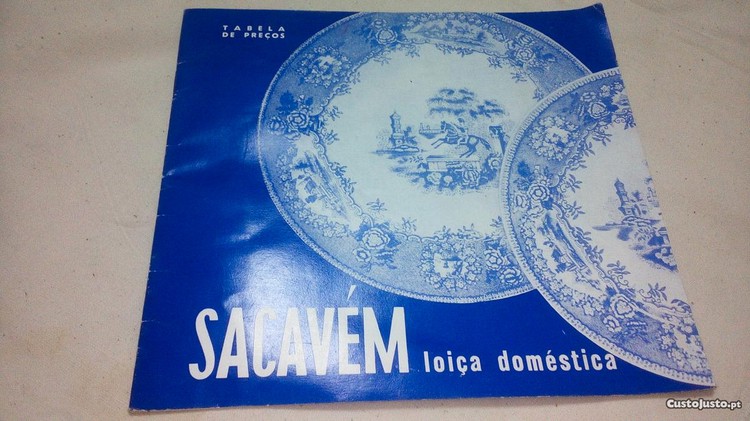 TABELA
DE PREÇOS
SACAVÉM loiça doméstica
CustoJusto.pt